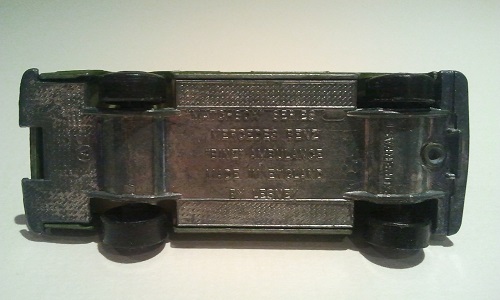 MATCHBOX SERIES
MERCEDES BENZ
"BINZ" AMBULANCE
MADE IN ENGLAND
BY LESNEY